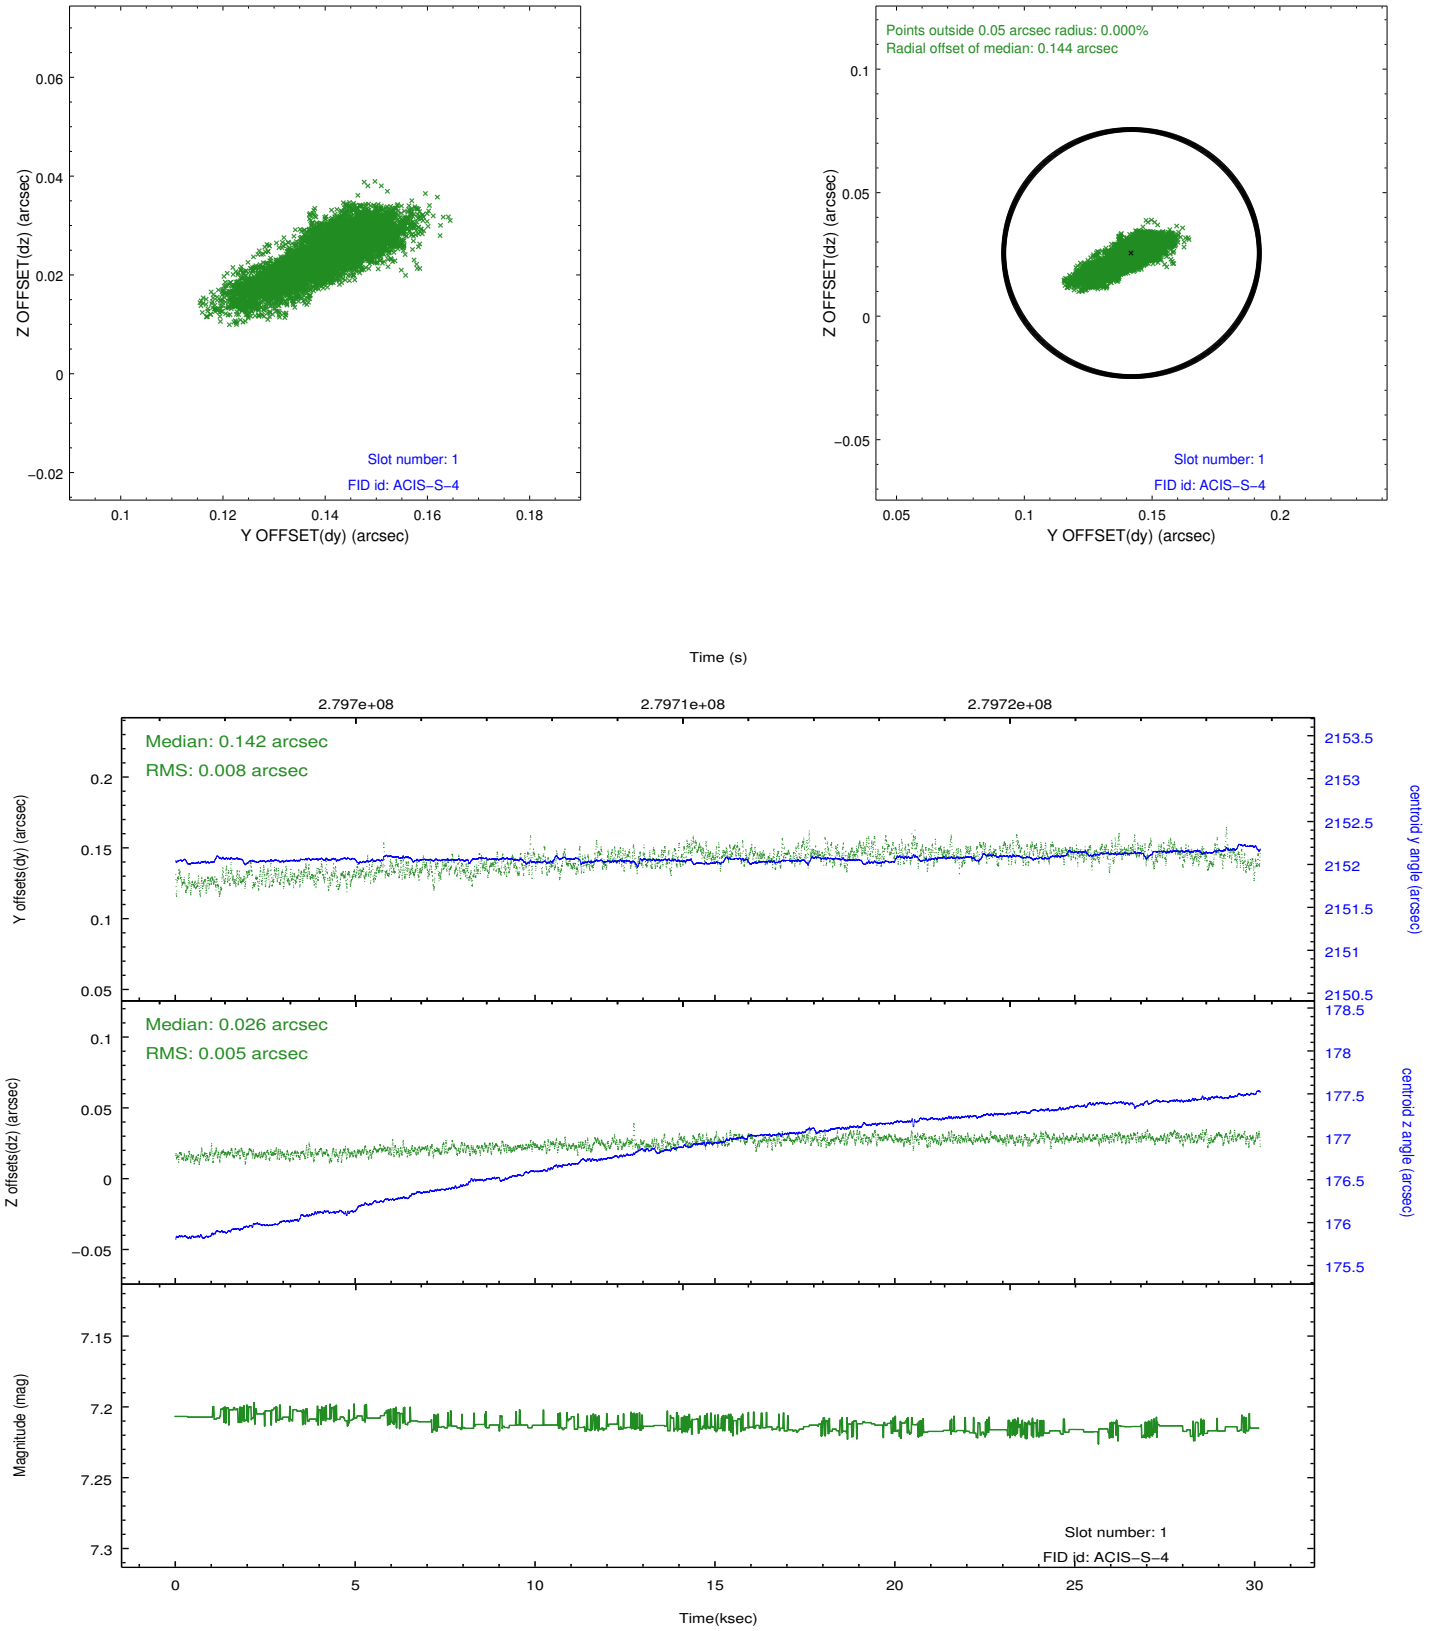 0.06
0.04
0.02
0
−0.02
Z OFFSET(dz) (arcsec)
Slot number: 1
FID id: ACIS−S−4
0.1 0.12 0.14 0.16 0.18
Y OFFSET(dy) (arcsec)
Points outside 0.05 arcsec radius: 0.000%
Radial offset of median: 0.144 arcsec
0.1
0.05
0
−0.05
Z OFFSET(dz) (arcsec)
Slot number: 1
FID id: ACIS−S−4
0.05 0.1 0.15 0.2
Y OFFSET(dy) (arcsec)
Time (s)
2.797e+08 2.7971e+08 2.7972e+08
Median: 0.142 arcsec
RMS: 0.008 arcsec
0.2
0.15
0.1
0.05
Y offsets(dy) (arcsec)
2153.5
2153
2152.5
2152
2151.5
2151
2150.5
centroid y angle (arcsec)
Median: 0.026 arcsec
RMS: 0.005 arcsec
0.1
0.05
0
−0.05
Z offsets(dz) (arcsec)
178.5
178
177.5
177
176.5
176
175.5
centroid z angle (arcsec)
7.15
7.2
7.25
7.3
Magnitude (mag)
Slot number: 1
FID id: ACIS−S−4
0 5 10 15 20 25 30
Time(ksec)